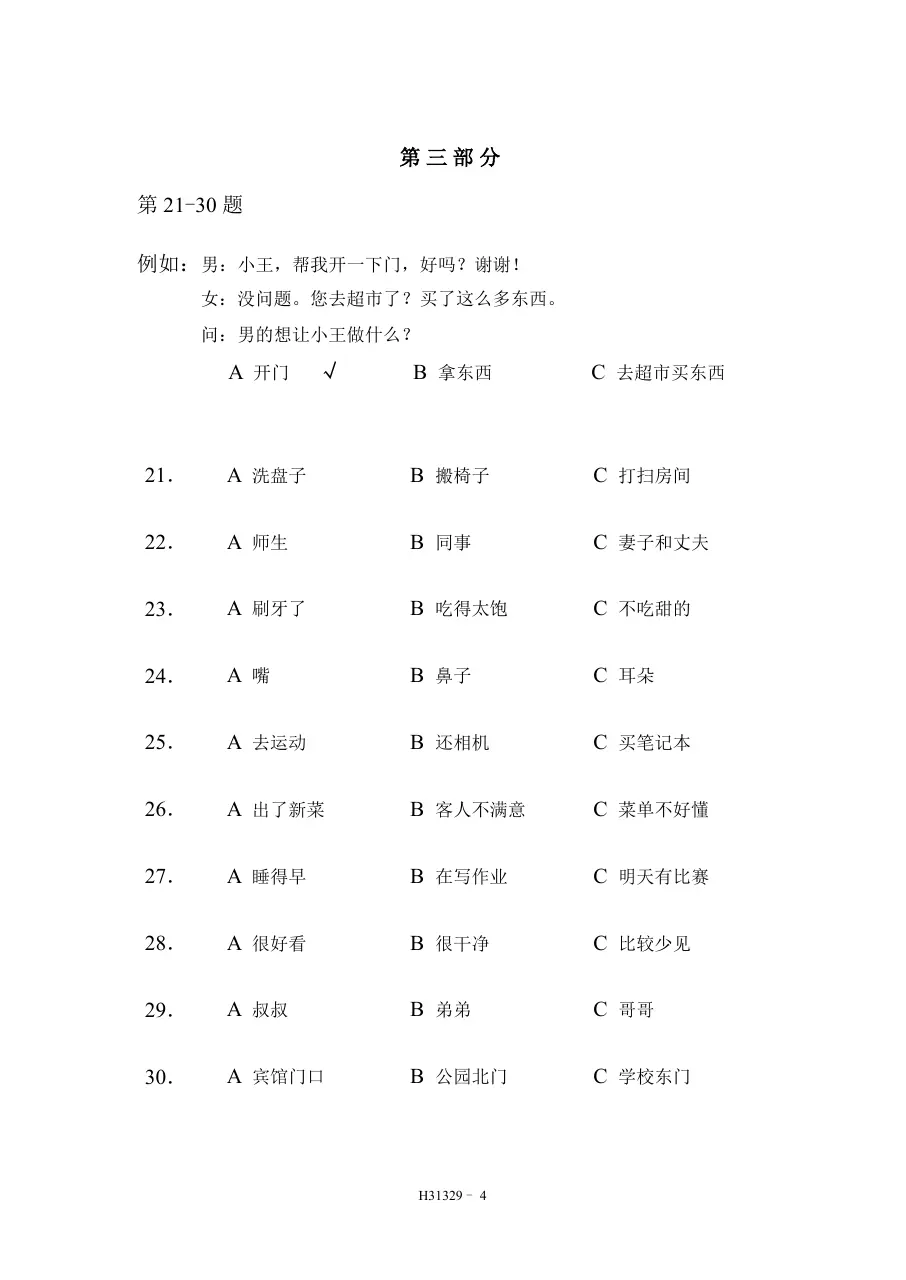 第三部分
第 21-30 题
例如：男：小王，帮我开一下门，好吗？谢谢！
女：没问题。您去超市了？买了这么多东西。
问：男的想让小王做什么？
A 开门 √ B 拿东西 C 去超市买东西
21． A 洗盘子 B 搬椅子 C 打扫房间
22． A 师生 B 同事 C 妻子和丈夫
23． A 刷牙了 B 吃得太饱 C 不吃甜的
24． A 嘴 B 鼻子 C 耳朵
25． A 去运动 B 还相机 C 买笔记本
26． A 出了新菜 B 客人不满意 C 菜单不好懂
27． A 睡得早 B 在写作业 C 明天有比赛
28． A 很好看 B 很干净 C 比较少见
29． A 叔叔 B 弟弟 C 哥哥
30． A 宾馆门口 B 公园北门 C 学校东门
H31329 - 4